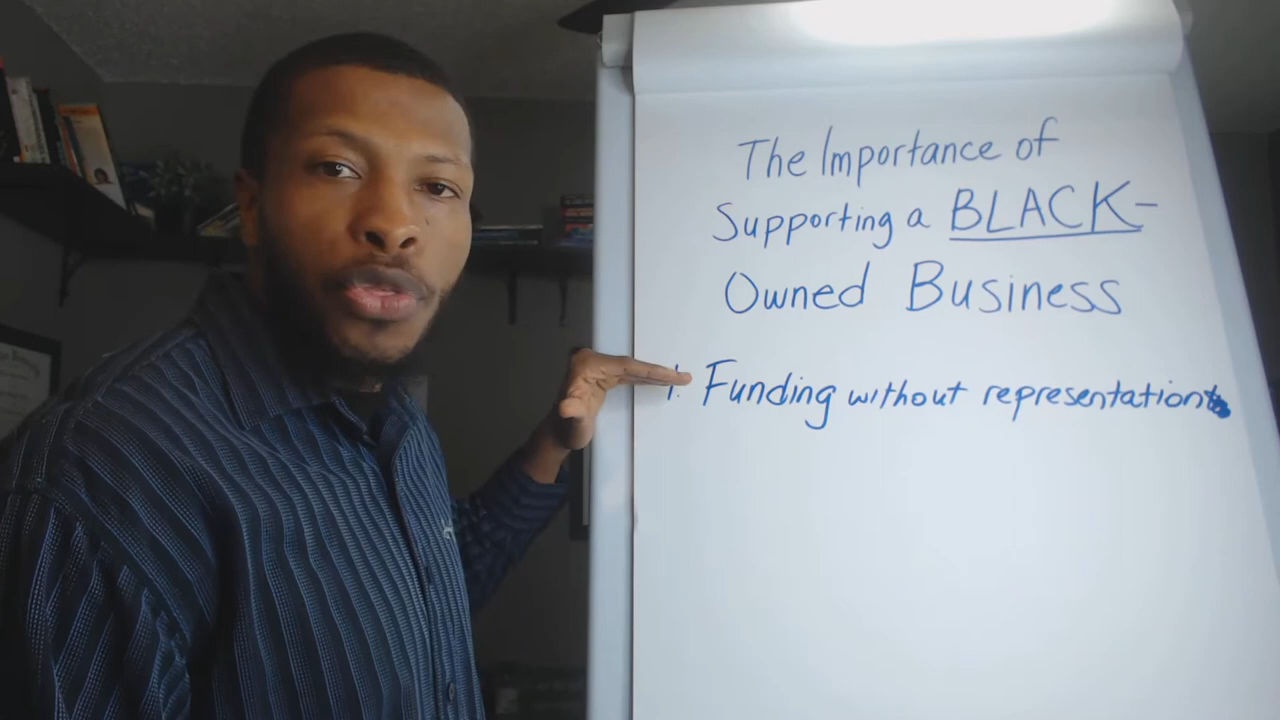 The Importance of
Supporting a BLACK-
Owned Business
1. Funding without representation